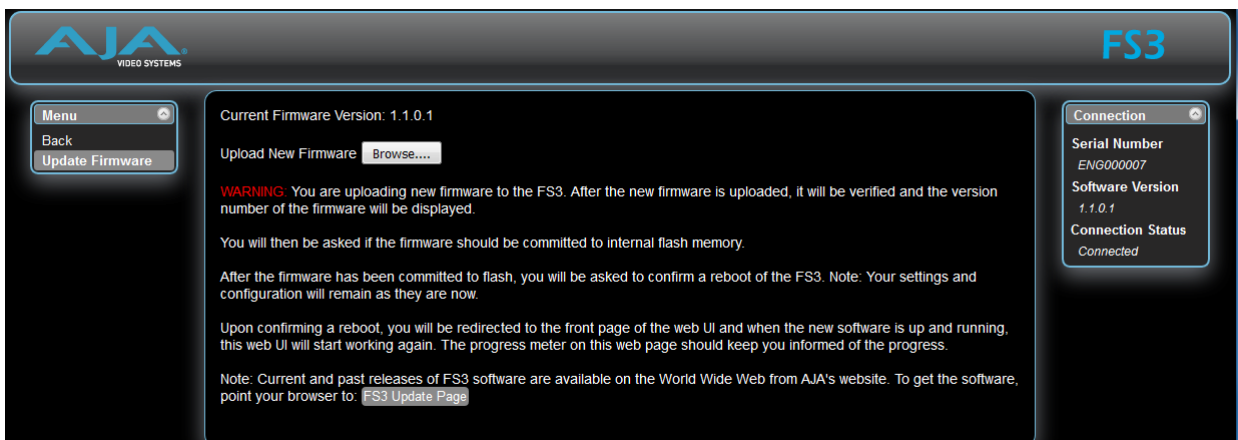 AJA
VIDEO SYSTEMS
FS3
Menu
Back
Update Firmware
Current Firmware Version: 1.1.0.1
Upload New Firmware Browse....
WARNING: You are uploading new firmware to the FS3. After the new firmware is uploaded, it will be verified and the version
number of the firmware will be displayed.
You will then be asked if the firmware should be committed to internal flash memory.
After the firmware has been committed to flash, you will be asked to confirm a reboot of the FS3. Note: Your settings and
configuration will remain as they are now.
Upon confirming a reboot, you will be redirected to the front page of the web UI and when the new software is up and running,
this web UI will start working again. The progress meter on this web page should keep you informed of the progress.
Note: Current and past releases of FS3 software are available on the World Wide Web from AJA's website. To get the software,
point your browser to: FS3 Update Page
Connection
Serial Number
ENG000007
Software Version
1.1.0.1
Connection Status
Connected